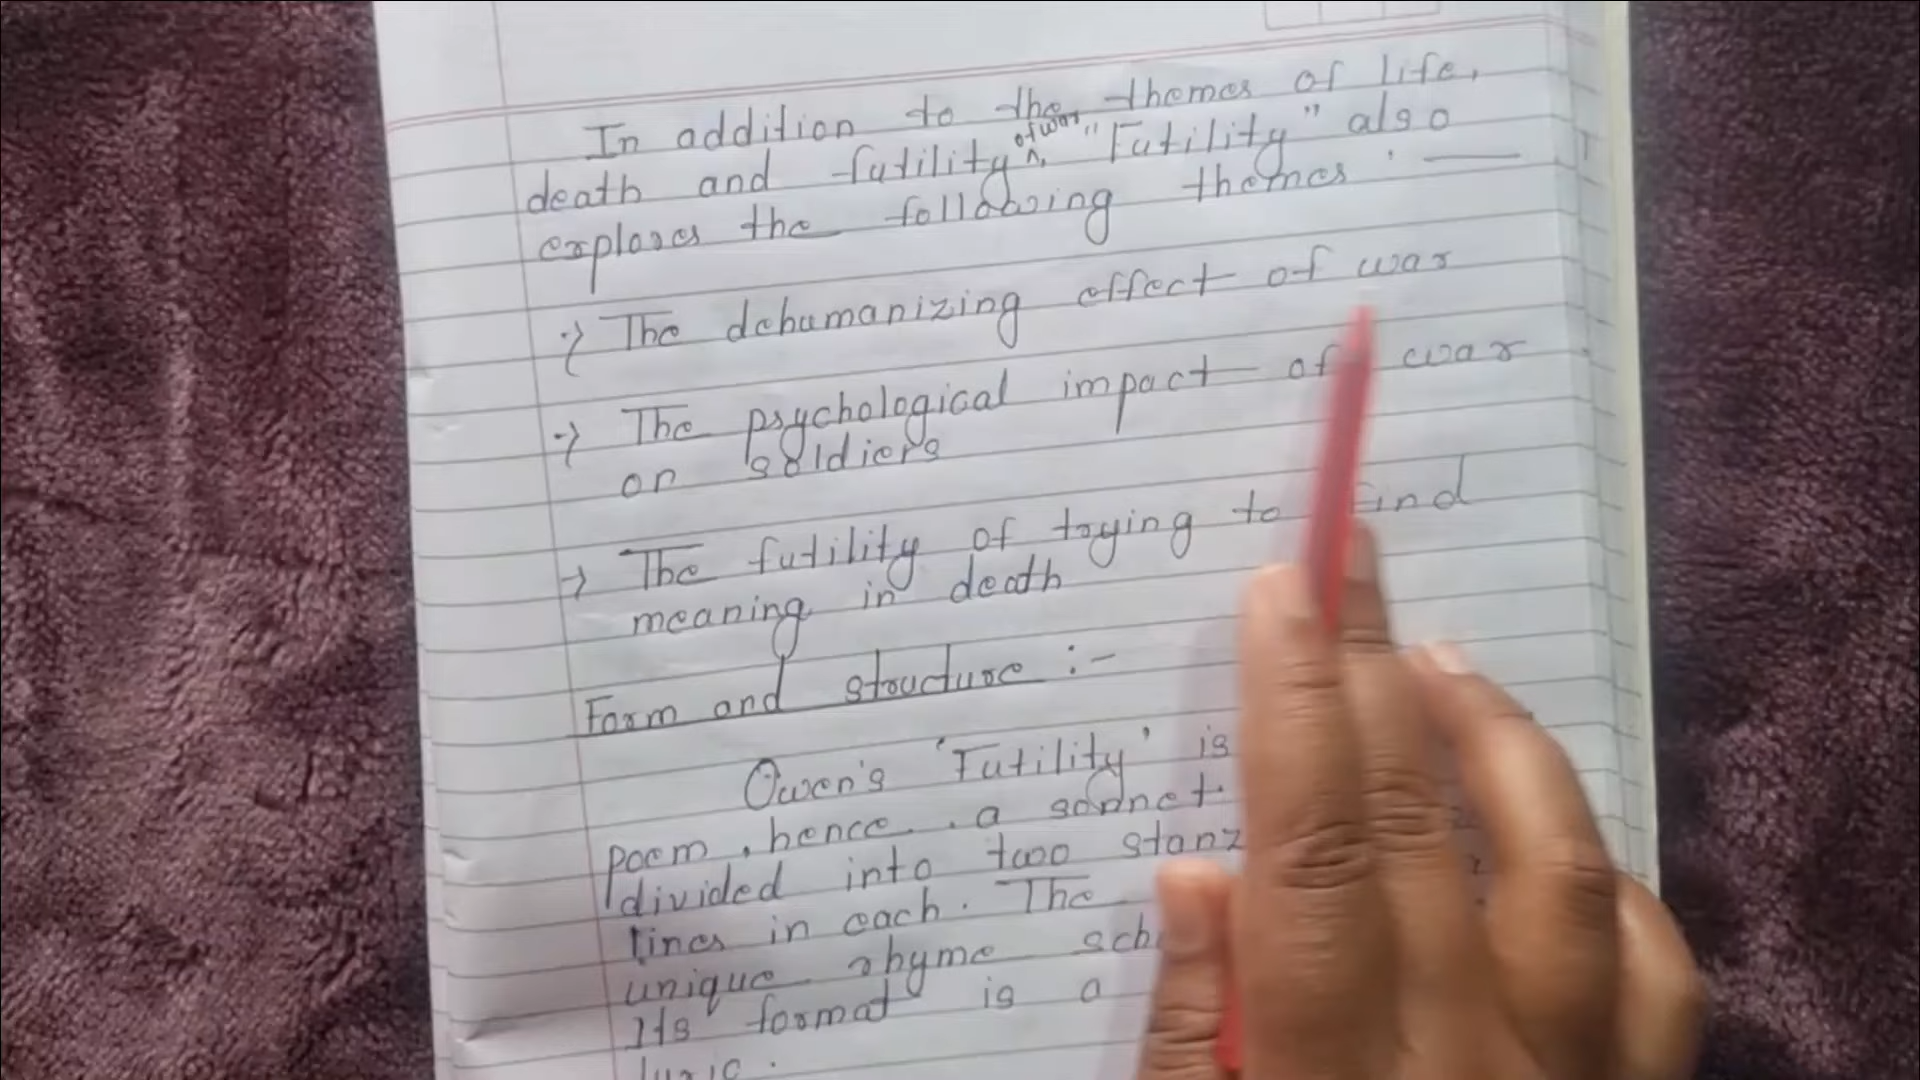 In addition to the themes of life,
death and futility of war, "Futility" also
explores the following themes : —
→ The dehumanizing effect of war
→ The psychological impact of war
on soldiers
→ The futility of trying to find
meaning in death
Form and structure :-
Owen's 'Futility' is
poem, hence, a sonnet
divided into two
lines in each. The
unique rhyme
Its format is a
lyric.